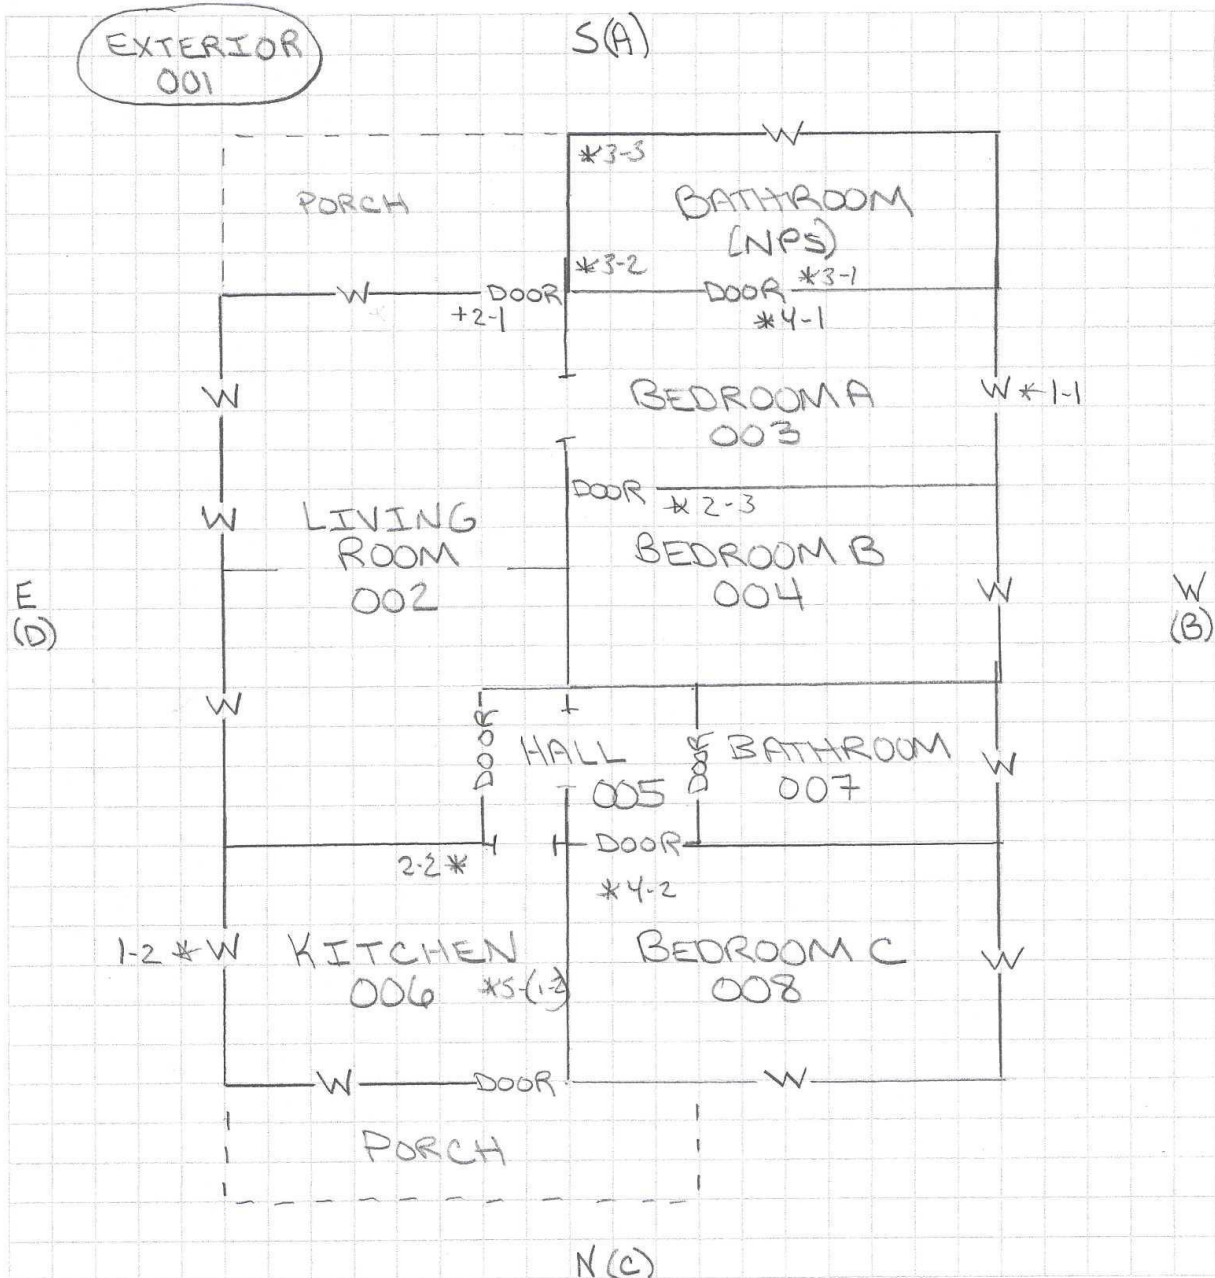 EXTERIOR
001
S(A)
W
*3-3
PORCH
BATHROOM
(NPS)
*3-2
*3-1
W
DOOR
DOOR
+2-1
*4-1
W
BEDROOM A
003
W *1-1
DOOR
*2-3
W
LIVING
ROOM
002
BEDROOM B
004
W
E
(D)
W
(B)
W
DOOR
HALL
005
DOOR
BATHROOM
007
W
DOOR
2-2*
*4-2
1-2 *W
KITCHEN
006
*5-(1-2)
BEDROOM C
008
W
W
DOOR
W
PORCH
N(C)